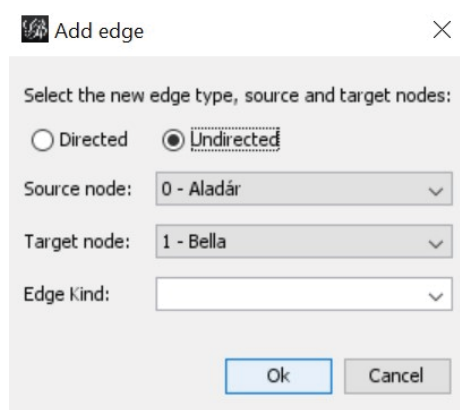 Add edge
Select the new edge type, source and target nodes:
Directed Undirected
Source node: 0 - Aladár
Target node: 1 - Bella
Edge Kind:
Ok Cancel